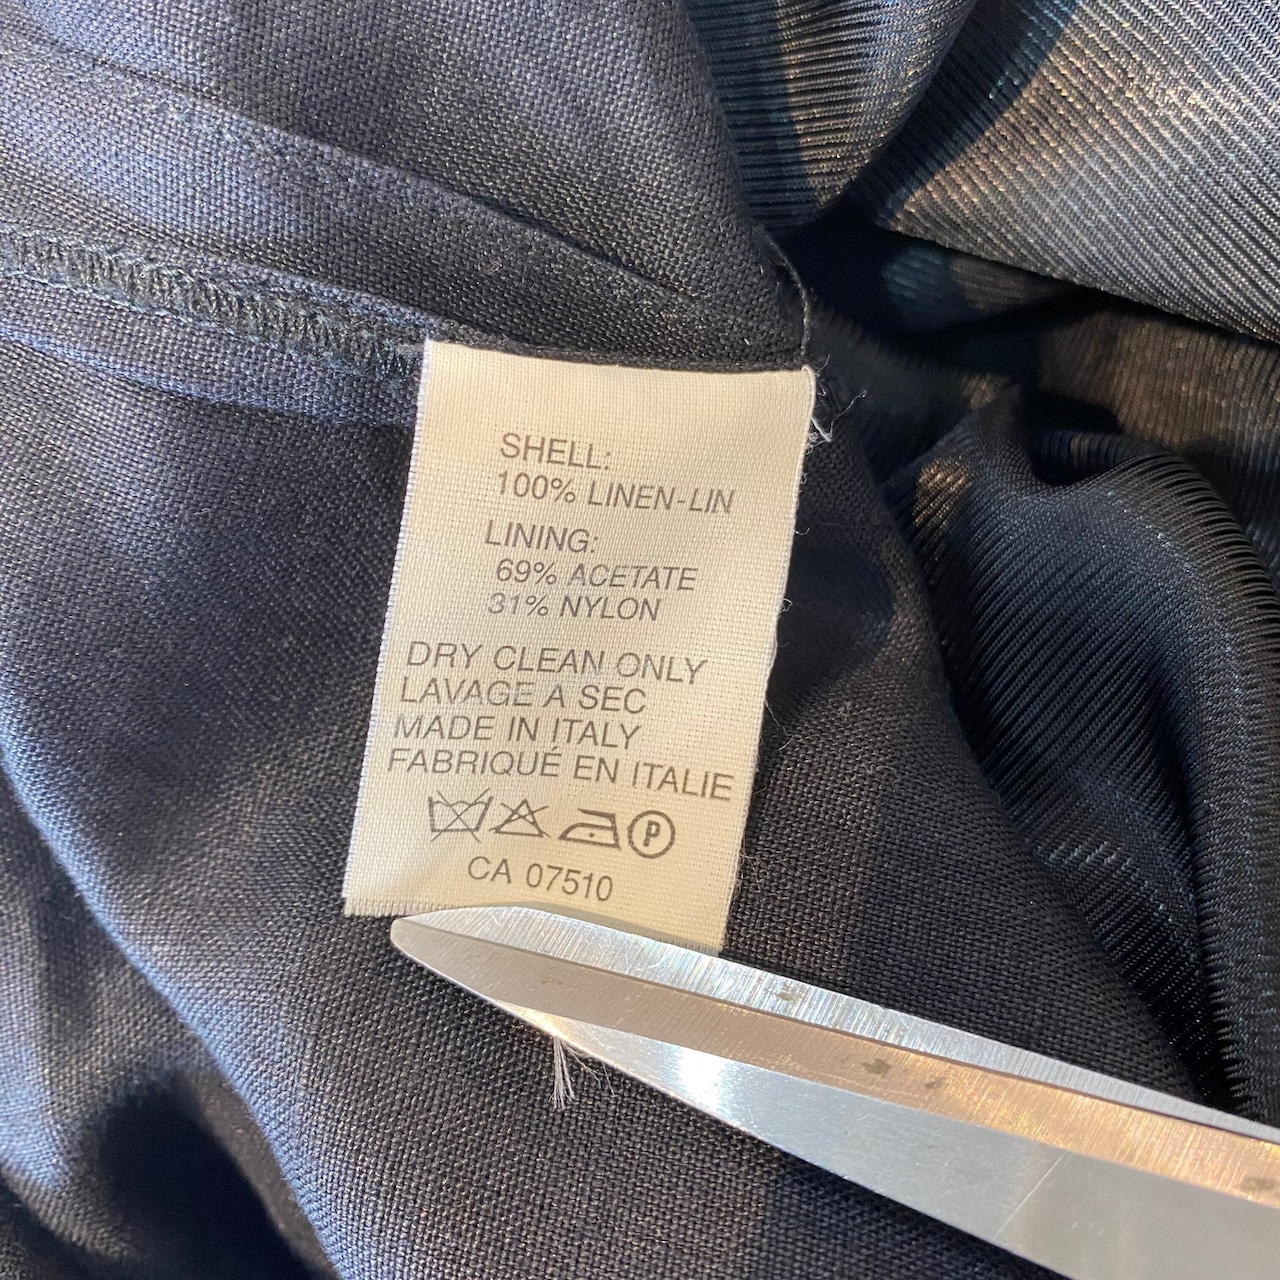 SHELL:
100% LINEN-LIN
LINING:
69% ACETATE
31% NYLON
DRY CLEAN ONLY
LAVAGE A SEC
MADE IN ITALY
FABRIQUÉ EN ITALIE
P
CA 07510